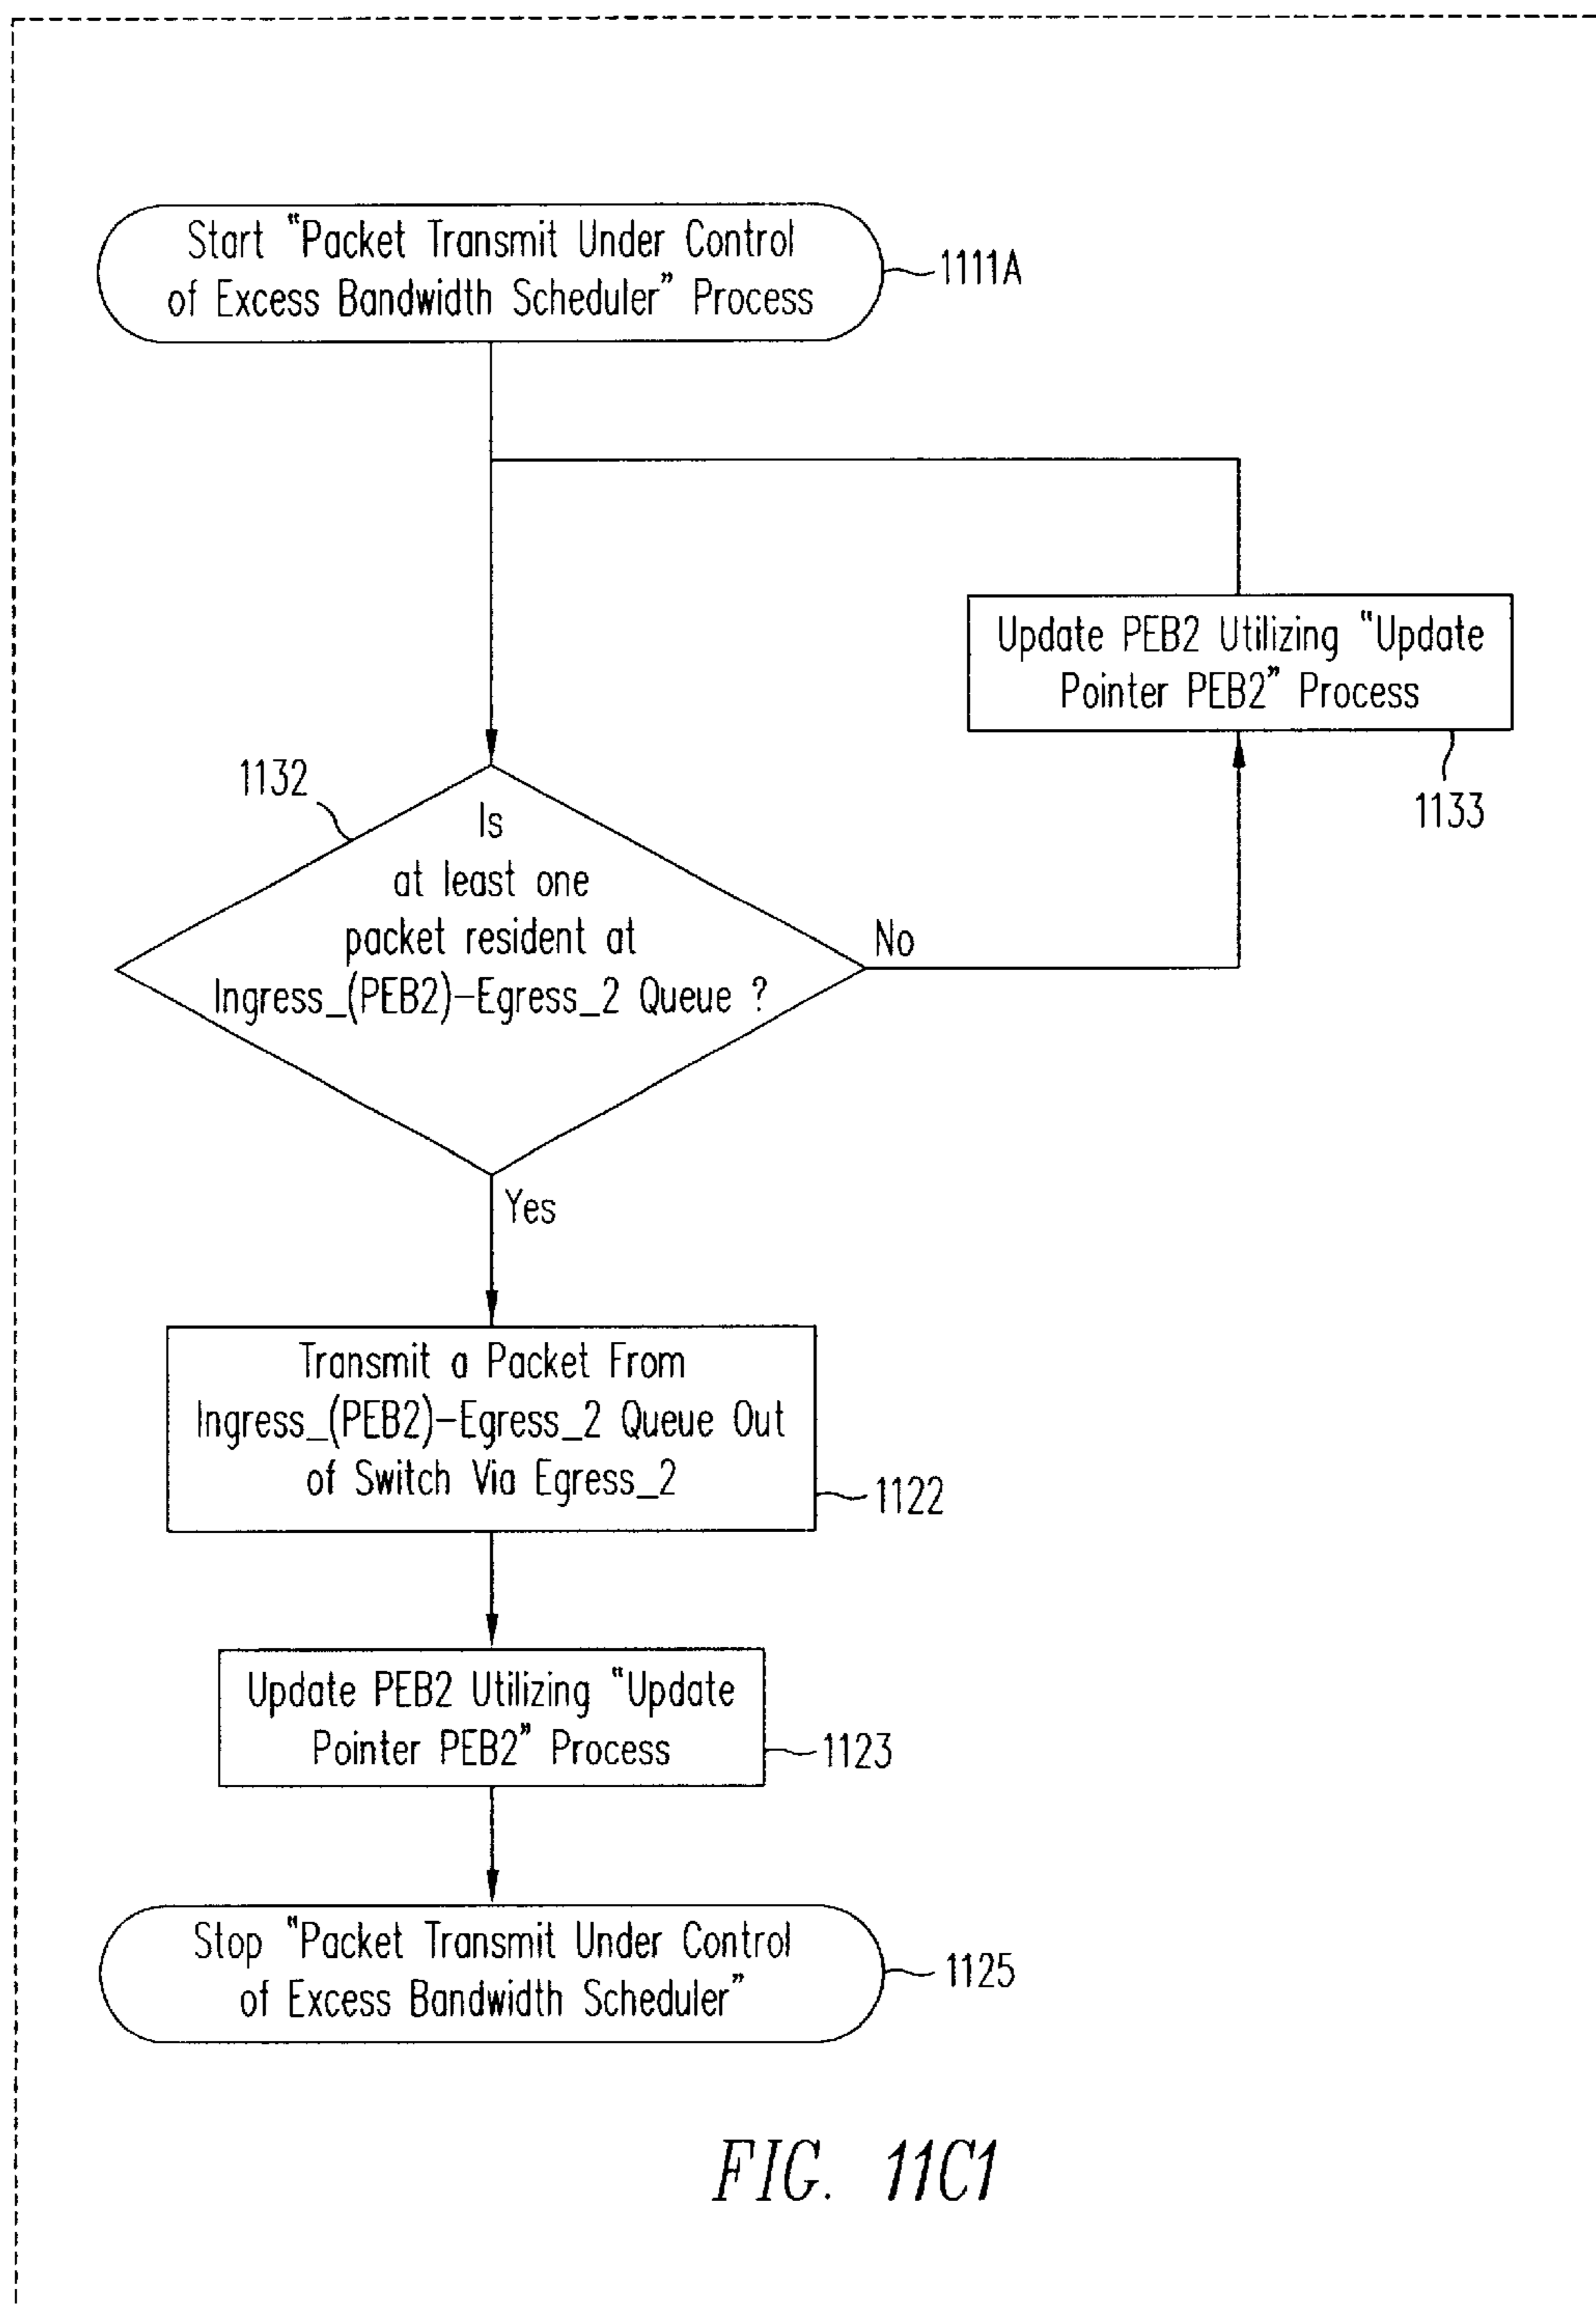 Start "Packet Transmit Under Control
of Excess Bandwidth Scheduler" Process
1111A
Update PEB2 Utilizing "Update
Pointer PEB2" Process
1133
1132
Is
at least one
packet resident at
Ingress_(PEB2)-Egress_2 Queue ?
No
Yes
Transmit a Packet From
Ingress_(PEB2)-Egress_2 Queue Out
of Switch Via Egress_2
1122
Update PEB2 Utilizing "Update
Pointer PEB2" Process
1123
Stop "Packet Transmit Under Control
of Excess Bandwidth Scheduler"
1125
FIG. 11C1